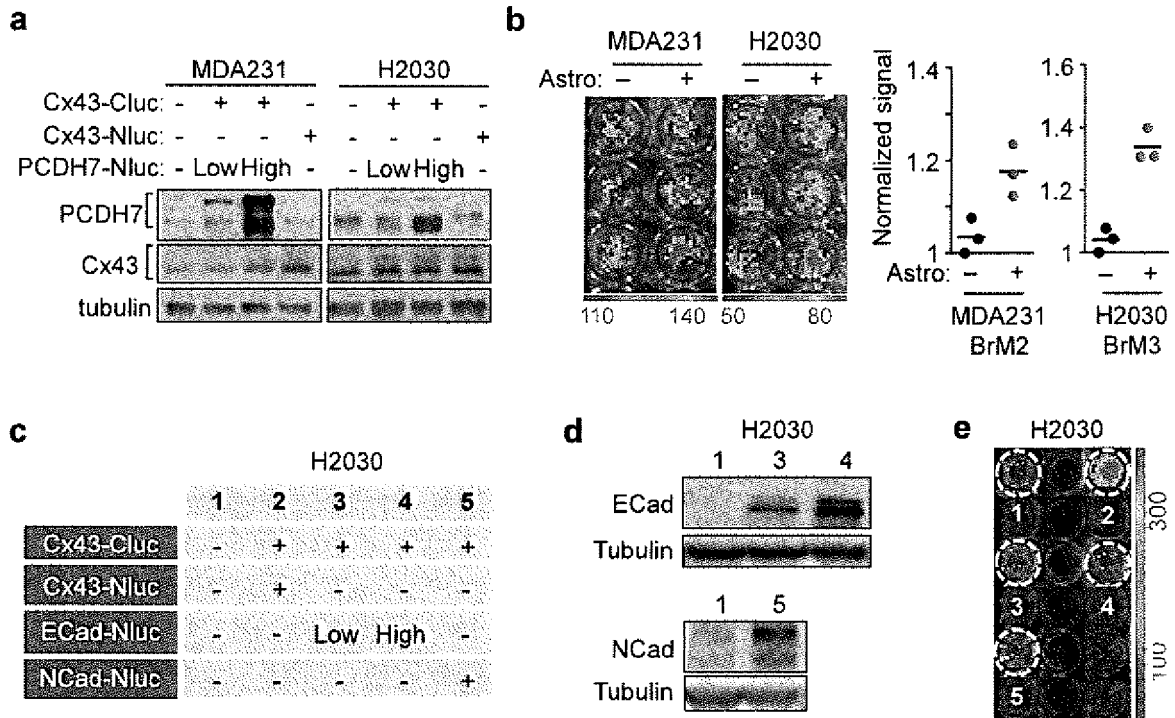 a
MDA231 H2030
Cx43-Cluc: - + + - - + +
Cx43-Nluc: - - - + - - - +
PCDH7-Nluc: - Low High - - Low High -
PCDH7
Cx43
tubulin
b
MDA231 H2030
Astro: - + - +
110 140 50 80
Normalized signal
1.4
1.2
1
1.6
1.4
1.2
1
Astro: - + - +
MDA231 H2030
BrM2 BrM3
c
H2030
1 2 3 4 5
Cx43-Cluc - + + + +
Cx43-Nluc - + - - -
ECad-Nluc - - Low High -
NCad-Nluc - - - - +
d
H2030
1 3 4
ECad
Tubulin
1 5
NCad
Tubulin
e
H2030
1 2
3 4
5
300
100